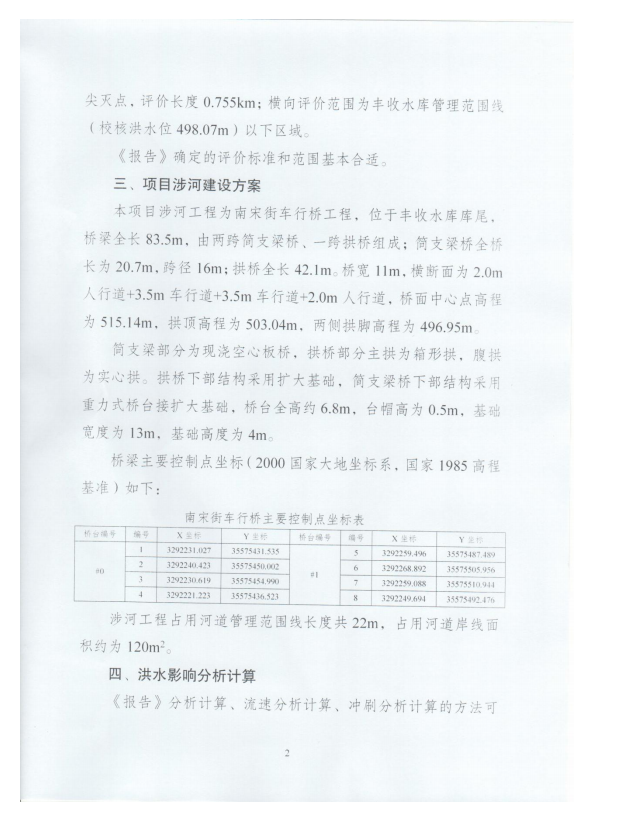 尖灭点，评价长度 0.755km；横向评价范围为丰收水库管理范围线
（校核洪水位 498.07m）以下区域。
《报告》确定的评价标准和范围基本合适。
三、项目涉河建设方案
本项目涉河工程为南宋街车行桥工程，位于丰收水库库尾，
桥梁全长 83.5m，由两跨简支梁桥、一跨拱桥组成；简支梁桥全桥
长为 20.7m，跨径 16m；拱桥全长 42.1m。桥宽 11m，横断面为 2.0m
人行道+3.5m 车行道+3.5m 车行道+2.0m 人行道，桥面中心点高程
为 515.14m，拱顶高程为 503.04m，两侧拱脚高程为 496.95m。
简支梁部分为现浇空心板桥，拱桥部分主拱为箱形拱，腹拱
为实心拱。拱桥下部结构采用扩大基础，简支梁桥下部结构采用
重力式桥台接扩大基础，桥台全高约 6.8m，台帽高为 0.5m，基础
宽度为 13m，基础高度为 4m。
桥梁主要控制点坐标（2000 国家大地坐标系，国家 1985 高程
基准）如下：
南宋街车行桥主要控制点坐标表
桥台编号 编号 X 坐标 Y 坐标 桥台编号 编号 X 坐标 Y 坐标
#0 1 3292231.027 35575431.535 #1 5 3292259.496 35575487.489
2 3292240.423 35575450.002 6 3292268.892 35575505.956
3 3292230.619 35575454.990 7 3292259.088 35575510.944
4 3292221.223 35575436.523 8 3292249.694 35575492.476
涉河工程占用河道管理范围线长度共 22m，占用河道岸线面
积约为 120m²。
四、洪水影响分析计算
《报告》分析计算、流速分析计算、冲刷分析计算的方法可
2